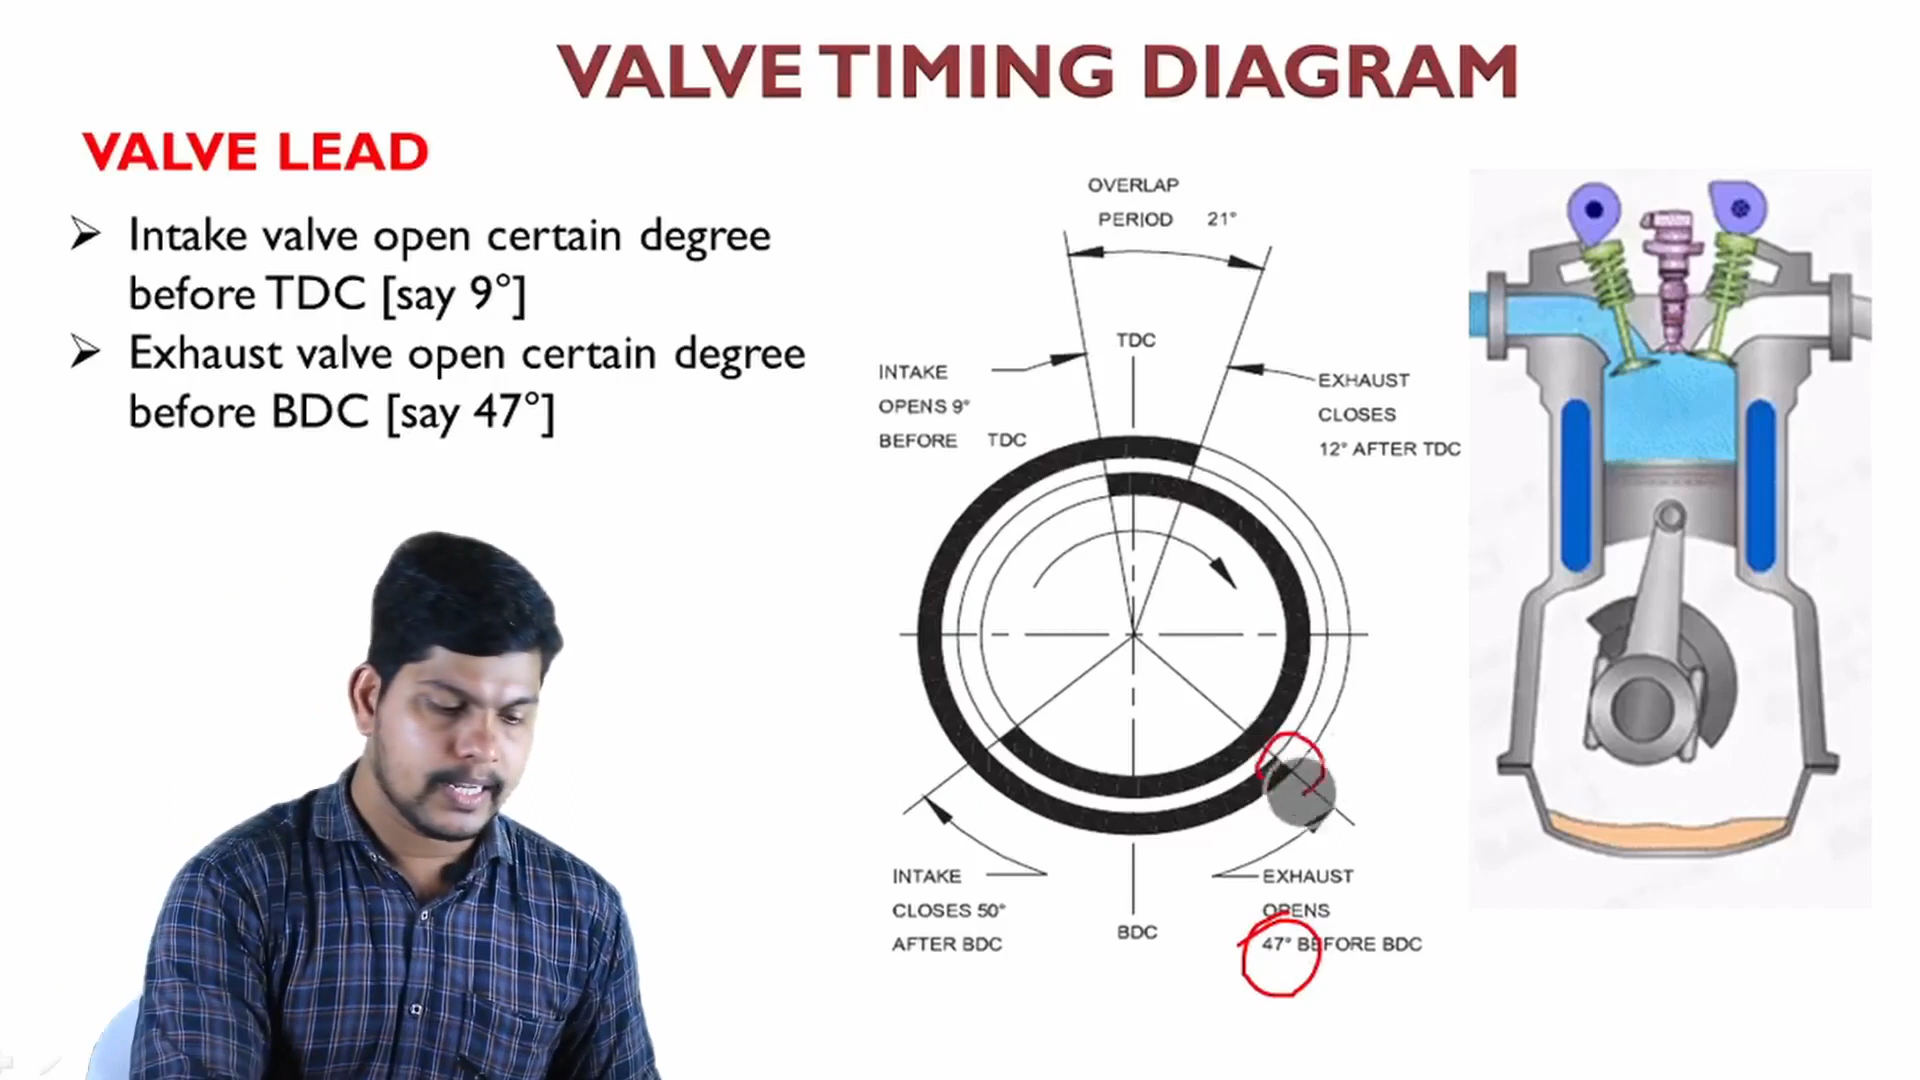 VALVE TIMING DIAGRAM
VALVE LEAD
➢ Intake valve open certain degree
before TDC [say 9°]
➢ Exhaust valve open certain degree
before BDC [say 47°]
OVERLAP
PERIOD 21°
TDC
INTAKE
OPENS 9°
BEFORE TDC
EXHAUST
CLOSES
12° AFTER TDC
INTAKE
CLOSES 50°
AFTER BDC
BDC
EXHAUST
OPENS
47° BEFORE BDC